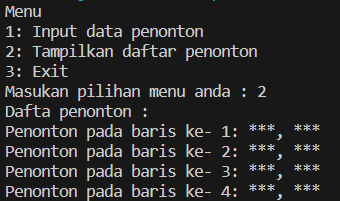 Menu
1: Input data penonton
2: Tampilkan daftar penonton
3: Exit
Masukan pilihan menu anda : 2
Dafta penonton :
Penonton pada baris ke- 1: ***, ***
Penonton pada baris ke- 2: ***, ***
Penonton pada baris ke- 3: ***, ***
Penonton pada baris ke- 4: ***, ***